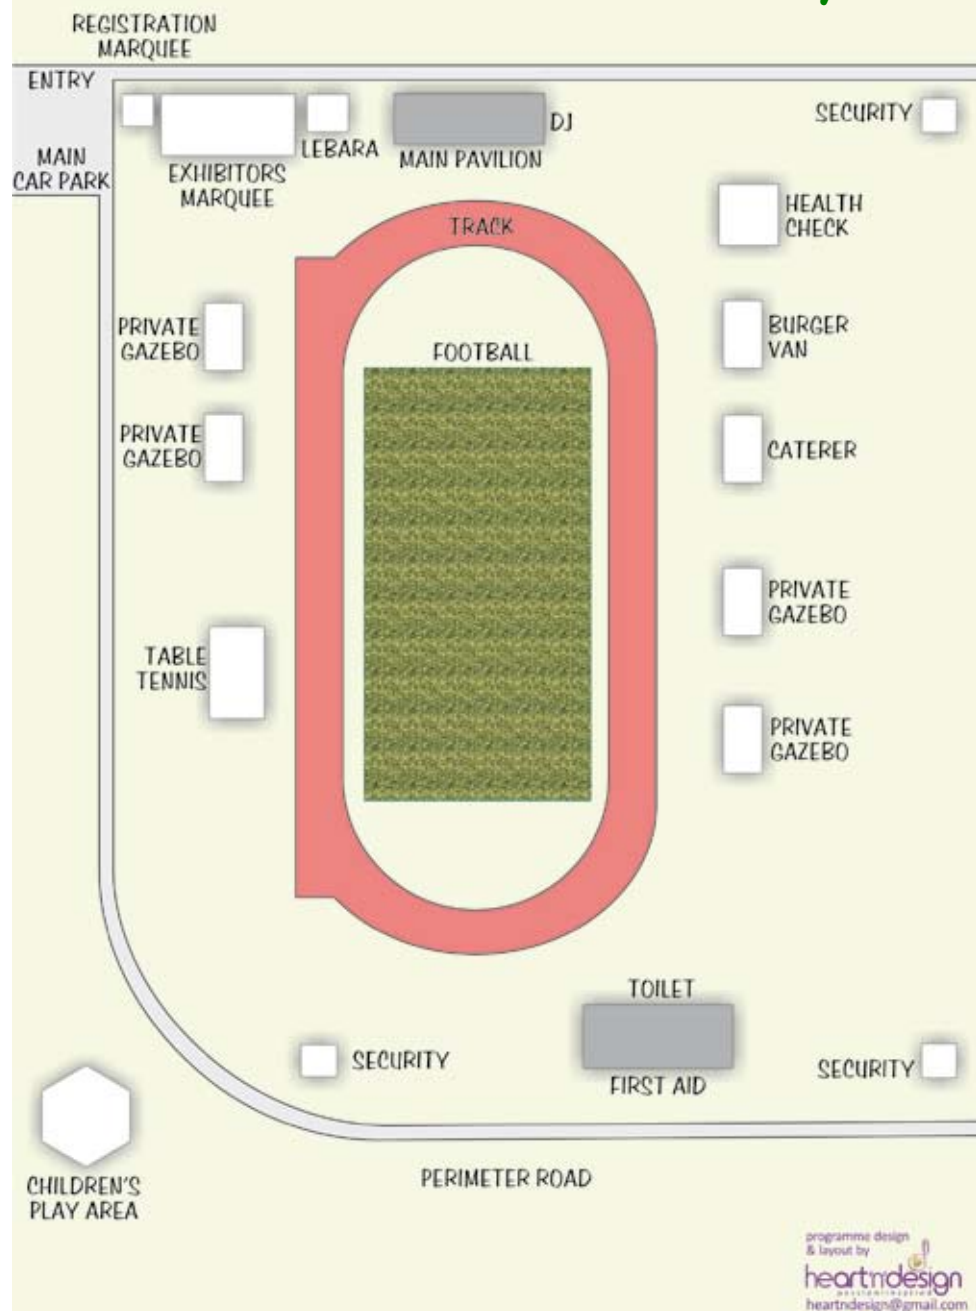 REGISTRATION
MARQUEE
ENTRY
MAIN
CAR PARK
EXHIBITORS
MARQUEE
LEBARA
MAIN PAVILION
DJ
SECURITY
HEALTH
CHECK
TRACK
PRIVATE
GAZEBO
FOOTBALL
BURGER
VAN
PRIVATE
GAZEBO
CATERER
TABLE
TENNIS
PRIVATE
GAZEBO
PRIVATE
GAZEBO
TOILET
FIRST AID
SECURITY
SECURITY
CHILDREN'S
PLAY AREA
PERIMETER ROAD
programme design
& layout by
heartndesign
passioninspired
heartndesign@gmail.com